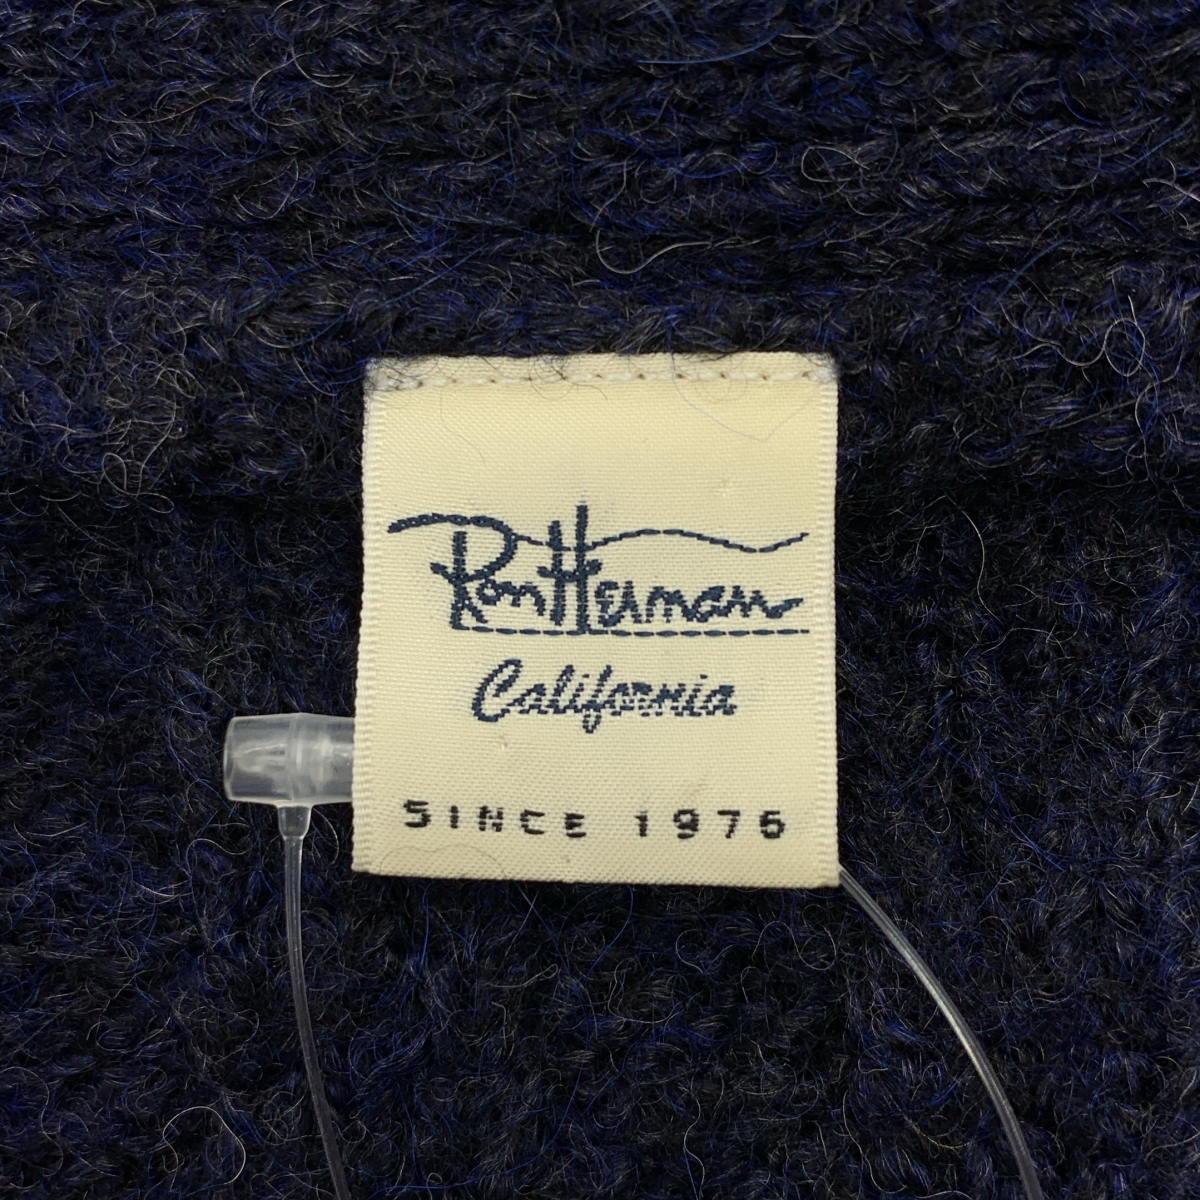 Ron Herman
California
SINCE 1976